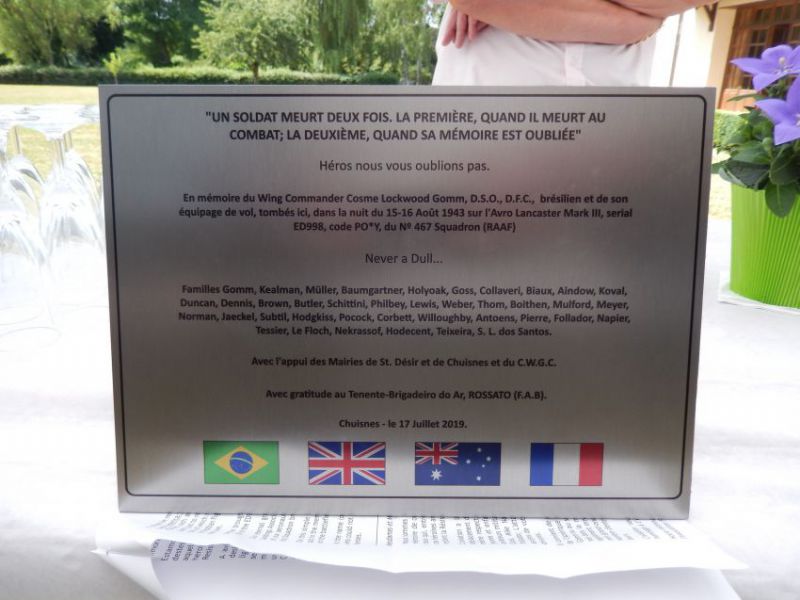 "UN SOLDAT MEURT DEUX FOIS. LA PREMIÈRE, QUAND IL MEURT AU
COMBAT; LA DEUXIÈME, QUAND SA MÉMOIRE EST OUBLIÉE"
Héros nous vous oublions pas.
En mémoire du Wing Commander Cosme Lockwood Gomm, D.S.O., D.F.C., brésilien et de son
équipage de vol, tombés ici, dans la nuit du 15-16 Août 1943 sur l'Avro Lancaster Mark III, serial
ED998, code PO*Y, du Nº 467 Squadron (RAAF)
Never a Dull...
Familles Gomm, Kealman, Müller, Baumgartner, Holyoak, Goss, Collaveri, Biaux, Aindow, Koval,
Duncan, Dennis, Brown, Butler, Schittini, Philbey, Lewis, Weber, Thom, Boithen, Mulford, Meyer,
Norman, Jaeckel, Subtil, Hodgkiss, Pocock, Corbett, Willoughby, Antoens, Pierre, Follador, Napier,
Tessier, Le Floch, Nekrassof, Hodecent, Teixeira, S. L. dos Santos.
Avec l'appui des Mairies de St. Désir et de Chuisnes et du C.W.G.C.
Avec gratitude au Tenente-Brigadeiro do Ar, ROSSATO (F.A.B).
Chuisnes - le 17 Juillet 2019.